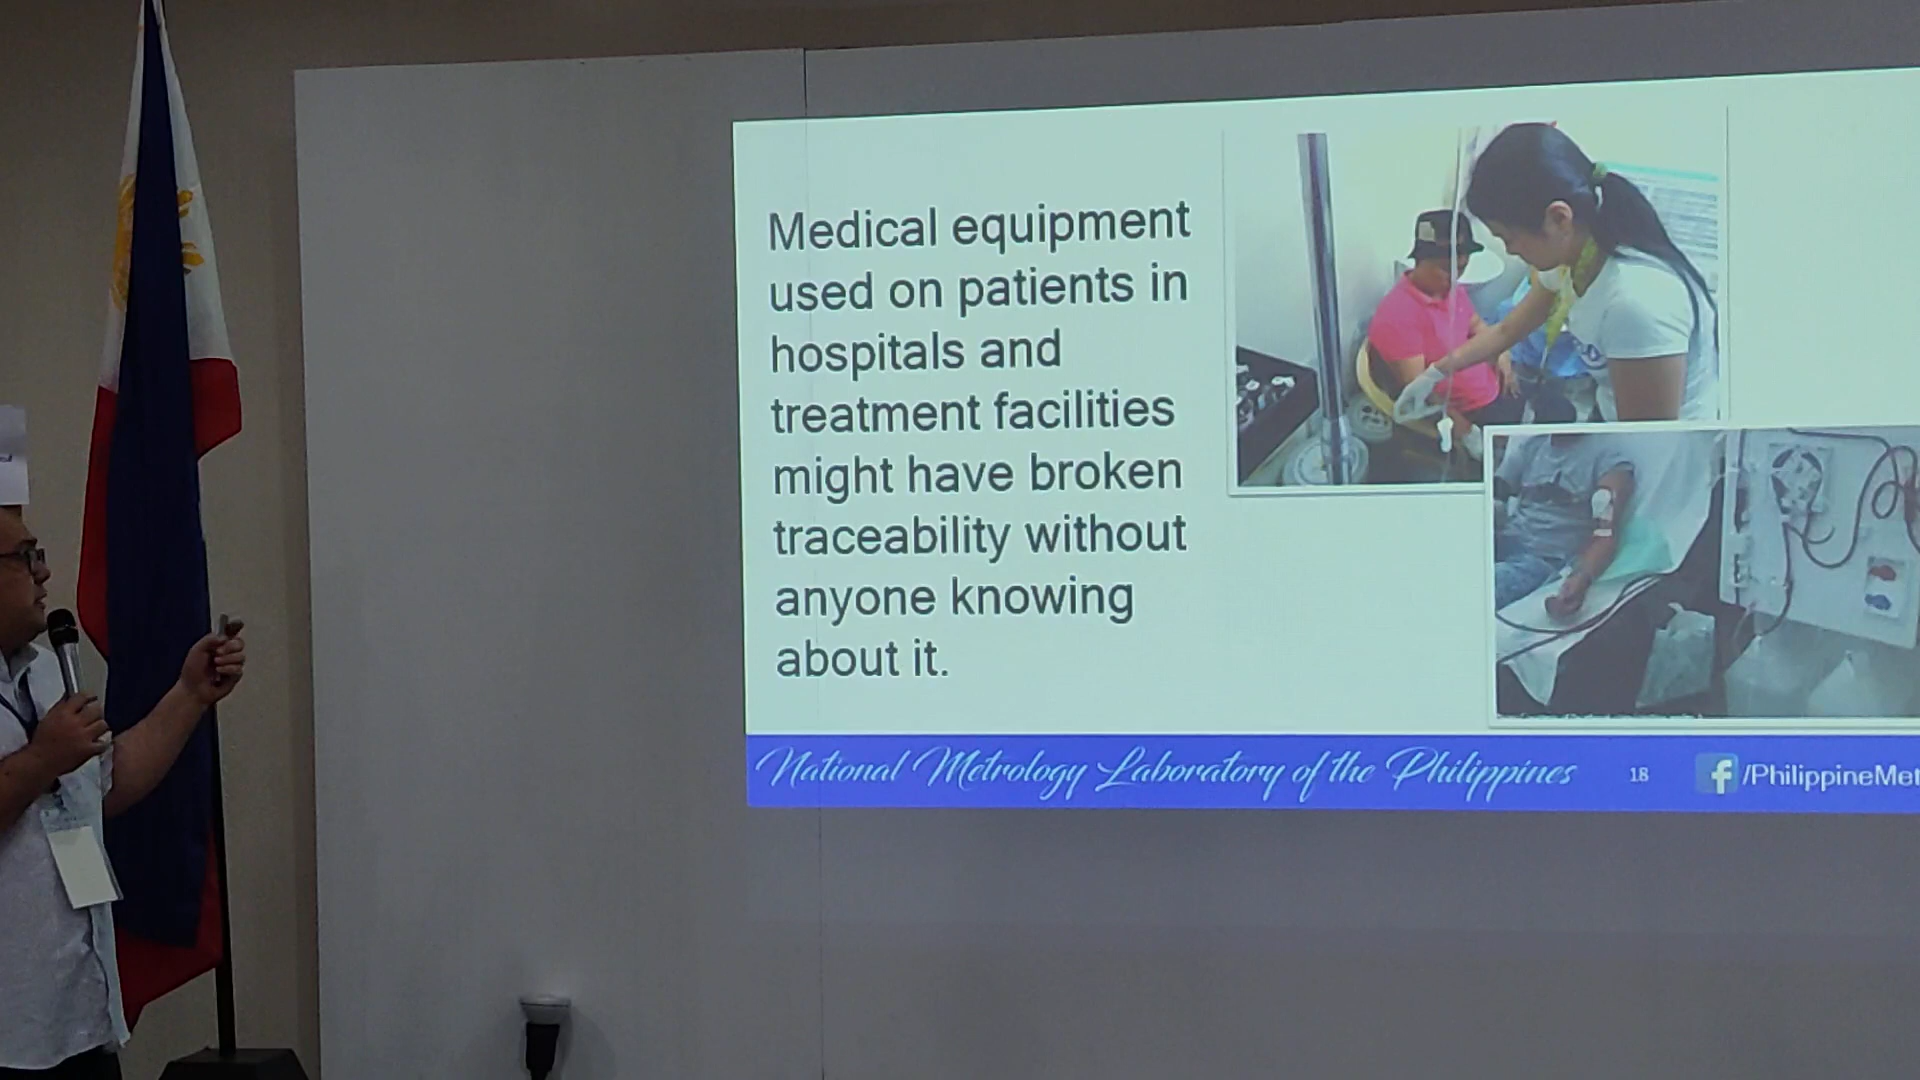 Medical equipment
used on patients in
hospitals and
treatment facilities
might have broken
traceability without
anyone knowing
about it.
National Metrology Laboratory of the Philippines
18
/PhilippineMet